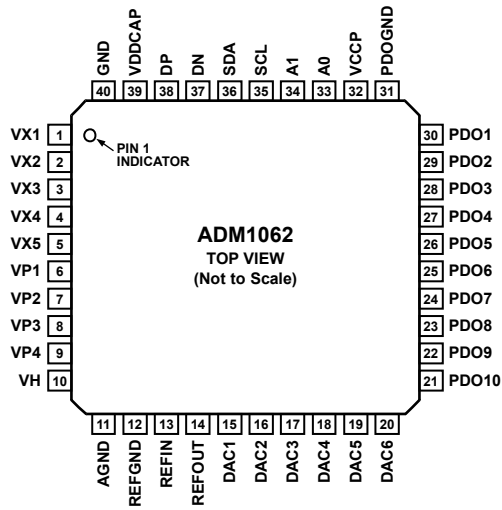 GND
VDDCAP
DP
DN
SDA
SCL
A1
A0
VCCP
PDOGND
40
39
38
37
36
35
34
33
32
31
VX1 1
VX2 2
VX3 3
VX4 4
VX5 5
VP1 6
VP2 7
VP3 8
VP4 9
VH 10
PIN 1
INDICATOR
ADM1062
TOP VIEW
(Not to Scale)
30 PDO1
29 PDO2
28 PDO3
27 PDO4
26 PDO5
25 PDO6
24 PDO7
23 PDO8
22 PDO9
21 PDO10
11
12
13
14
15
16
17
18
19
20
AGND
REFGND
REFIN
REFOUT
DAC1
DAC2
DAC3
DAC4
DAC5
DAC6